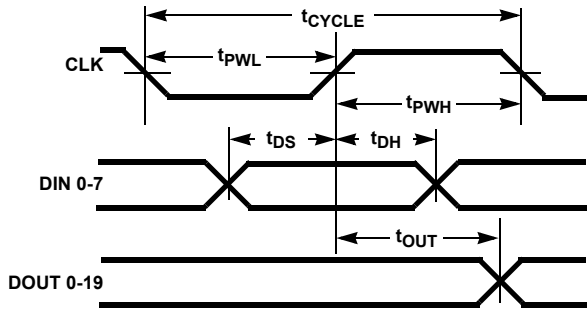 tCYCLE
CLK
tPWL
tPWH
tDS
tDH
DIN 0-7
tOUT
DOUT 0-19